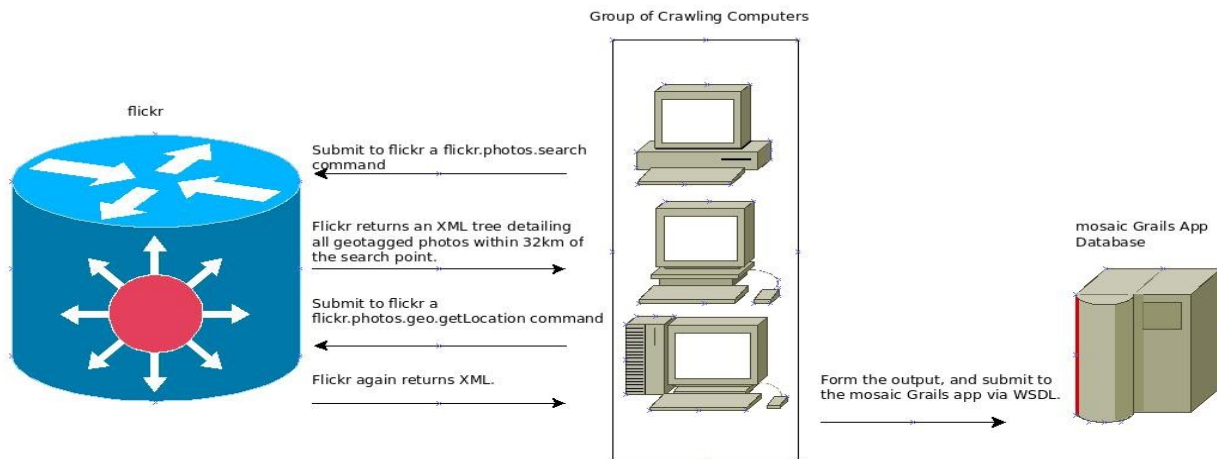 Group of Crawling Computers
flickr
Submit to flickr a flickr.photos.search
command
Flickr returns an XML tree detailing
all geotagged photos within 32km of
the search point.
Submit to flickr a
flickr.photos.geo.getLocation command
Flickr again returns XML.
mosaic Grails App
Database
Form the output, and submit to
the mosaic Grails app via WSDL.